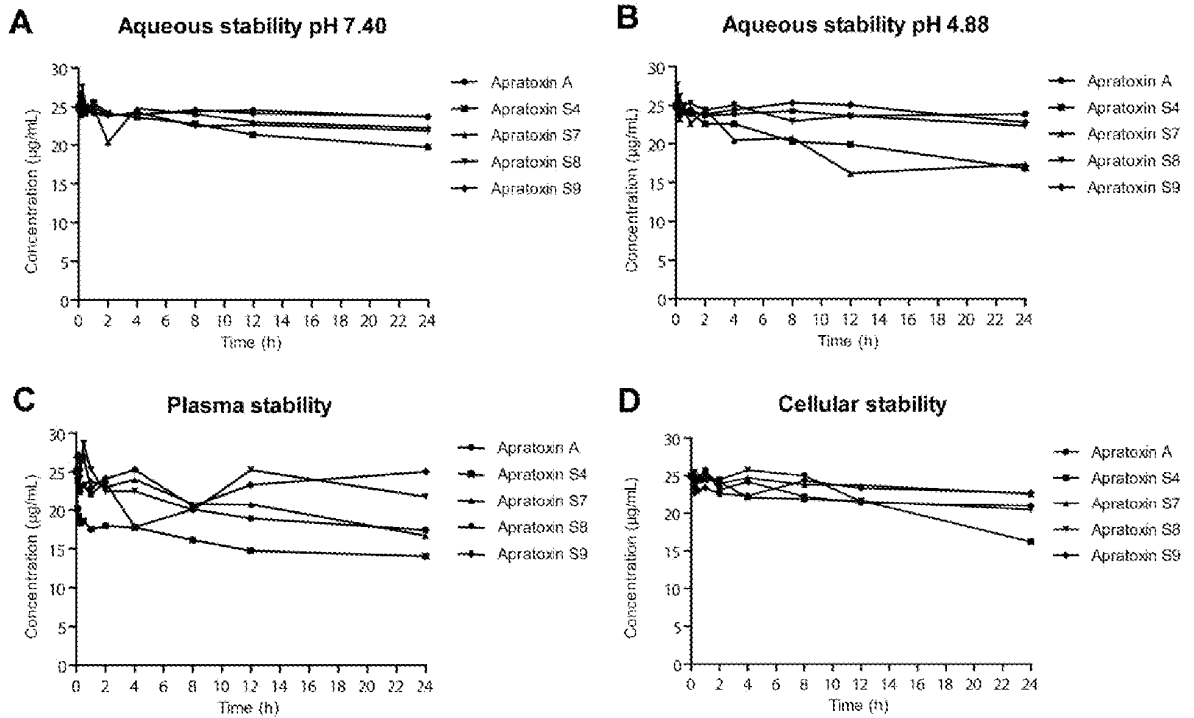 A
Aqueous stability pH 7.40
30
25
20
15
10
5
0
Concentration (µg/mL)
0 2 4 6 8 10 12 14 16 18 20 22 24
Time (h)
Apratoxin A
Apratoxin S4
Apratoxin S7
Apratoxin S8
Apratoxin S9
B
Aqueous stability pH 4.88
30
25
20
15
10
5
0
Concentration (µg/mL)
0 2 4 6 8 10 12 14 16 18 20 22 24
Time (h)
Apratoxin A
Apratoxin S4
Apratoxin S7
Apratoxin S8
Apratoxin S9
C
Plasma stability
30
25
20
15
10
5
0
Concentration (µg/mL)
0 2 4 6 8 10 12 14 16 18 20 22 24
Time (h)
Apratoxin A
Apratoxin S4
Apratoxin S7
Apratoxin S8
Apratoxin S9
D
Cellular stability
30
25
20
15
10
5
0
Concentration (µg/mL)
0 2 4 6 8 10 12 14 16 18 20 22 24
Time (h)
Apratoxin A
Apratoxin S4
Apratoxin S7
Apratoxin S8
Apratoxin S9